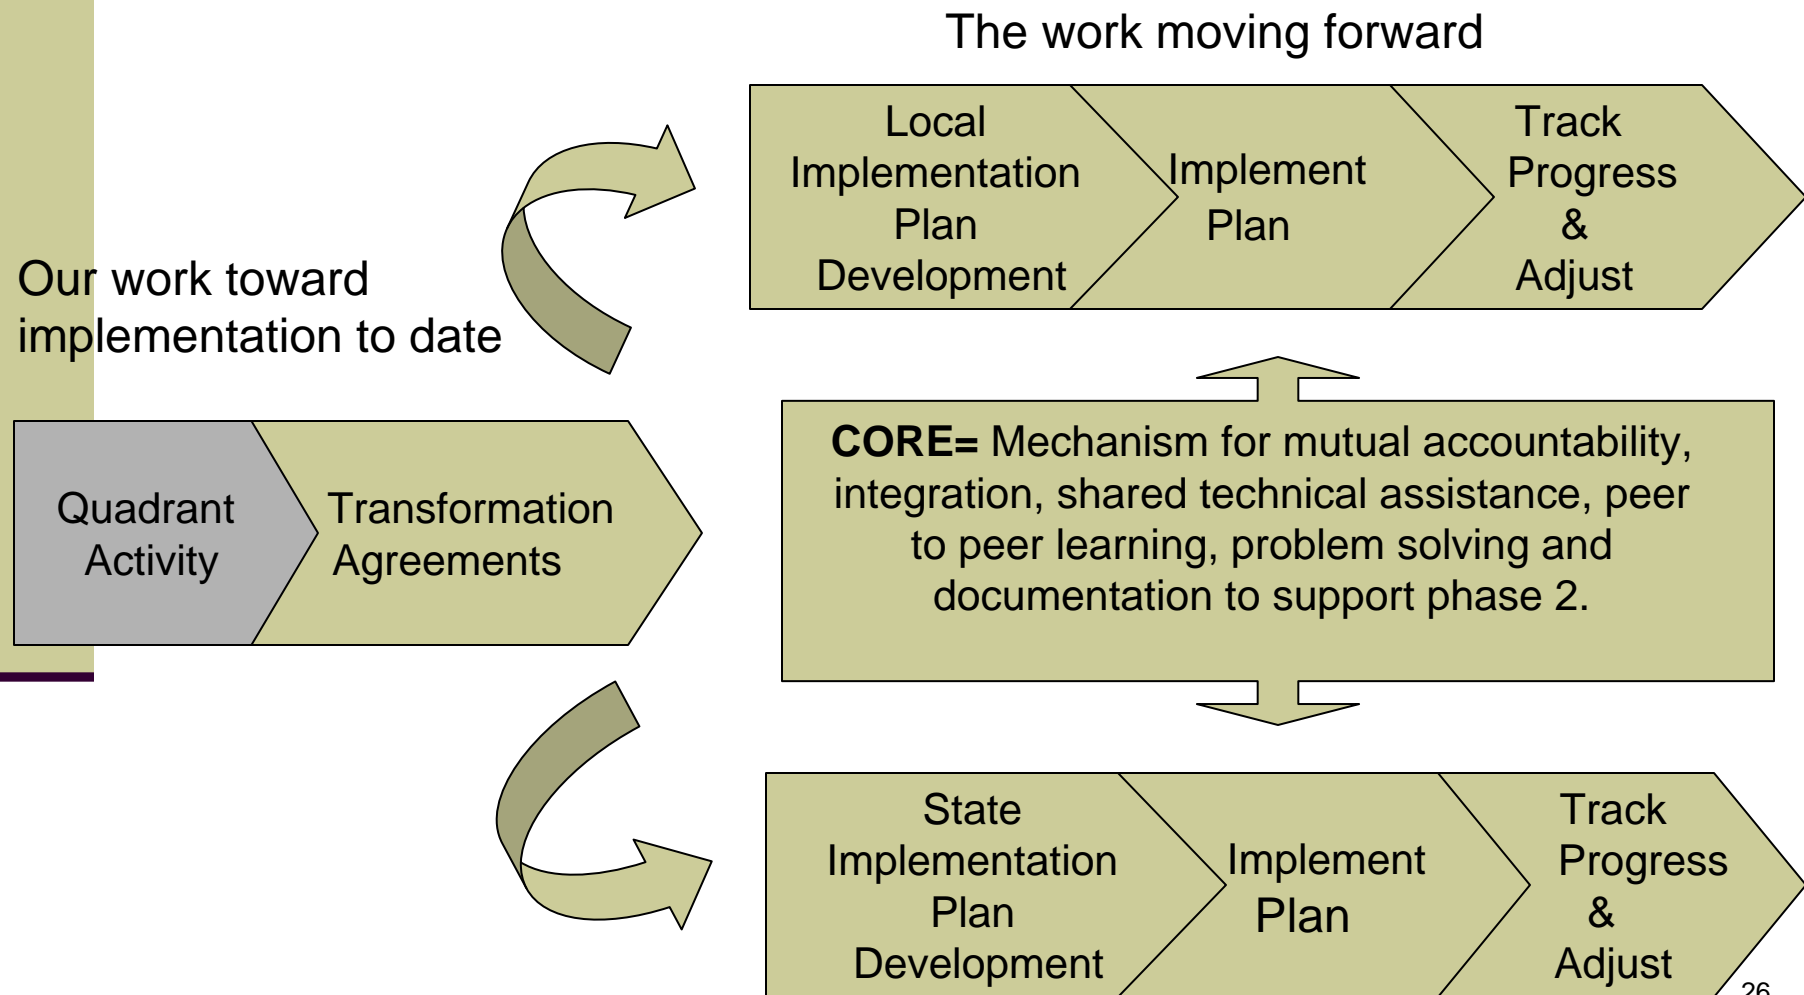 The work moving forward
Local
Implementation
Plan
Development
Implement
Plan
Track
Progress
&
Adjust
Our work toward
implementation to date
Quadrant
Activity
Transformation
Agreements
CORE= Mechanism for mutual accountability,
integration, shared technical assistance, peer
to peer learning, problem solving and
documentation to support phase 2.
State
Implementation
Plan
Development
Implement
Plan
Track
Progress
&
Adjust
26